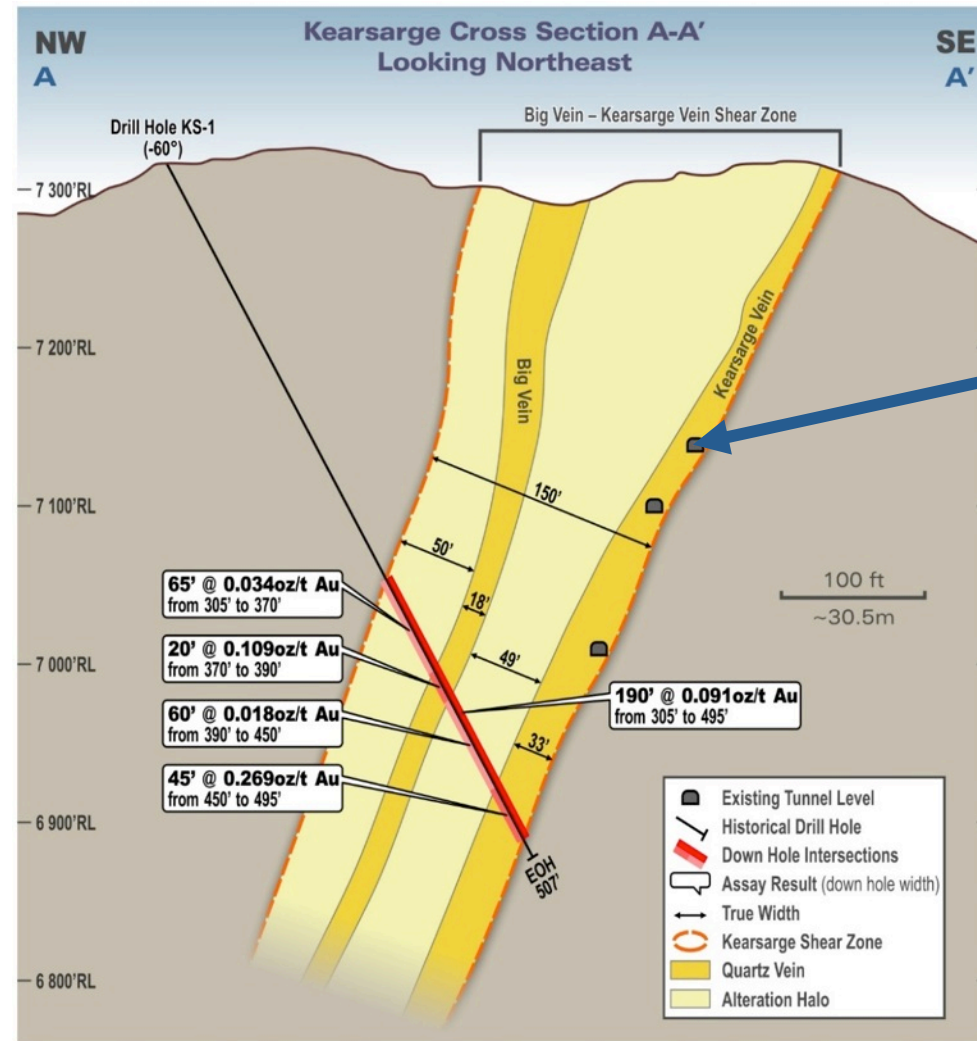 NW
A
Kearsarge Cross Section A-A'
Looking Northeast
SE
A'
Drill Hole KS-1
(-60°)
Big Vein – Kearsarge Vein Shear Zone
7 300'RL
7 200'RL
7 100'RL
7 000'RL
6 900'RL
6 800'RL
Big Vein
Kearsarge Vein
150'
50'
18'
49'
33'
100 ft
~30.5m
65' @ 0.034oz/t Au
from 305' to 370'
20' @ 0.109oz/t Au
from 370' to 390'
60' @ 0.018oz/t Au
from 390' to 450'
45' @ 0.269oz/t Au
from 450' to 495'
190' @ 0.091oz/t Au
from 305' to 495'
EOH
507'
Existing Tunnel Level
Historical Drill Hole
Down Hole Intersections
Assay Result (down hole width)
True Width
Kearsarge Shear Zone
Quartz Vein
Alteration Halo